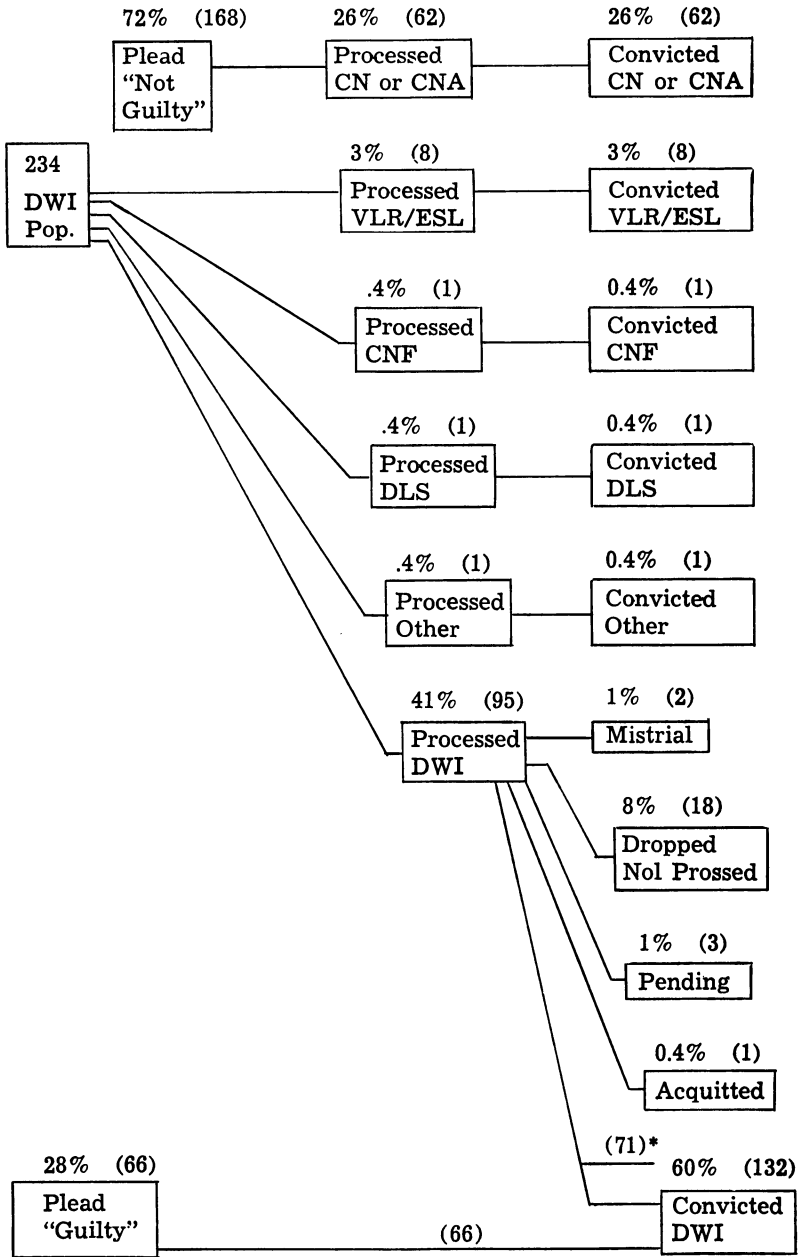 72% (168)
26% (62)
26% (62)
Plead
“Not
Guilty”
Processed
CN or CNA
Convicted
CN or CNA
234
DWI
Pop.
3% (8)
3% (8)
Processed
VLR/ESL
Convicted
VLR/ESL
.4% (1)
0.4% (1)
Processed
CNF
Convicted
CNF
.4% (1)
0.4% (1)
Processed
DLS
Convicted
DLS
.4% (1)
0.4% (1)
Processed
Other
Convicted
Other
41% (95)
1% (2)
Processed
DWI
Mistrial
8% (18)
Dropped
Nol Prossed
1% (3)
Pending
0.4% (1)
Acquitted
(71)*
28% (66)
60% (132)
Plead
“Guilty”
(66)
Convicted
DWI